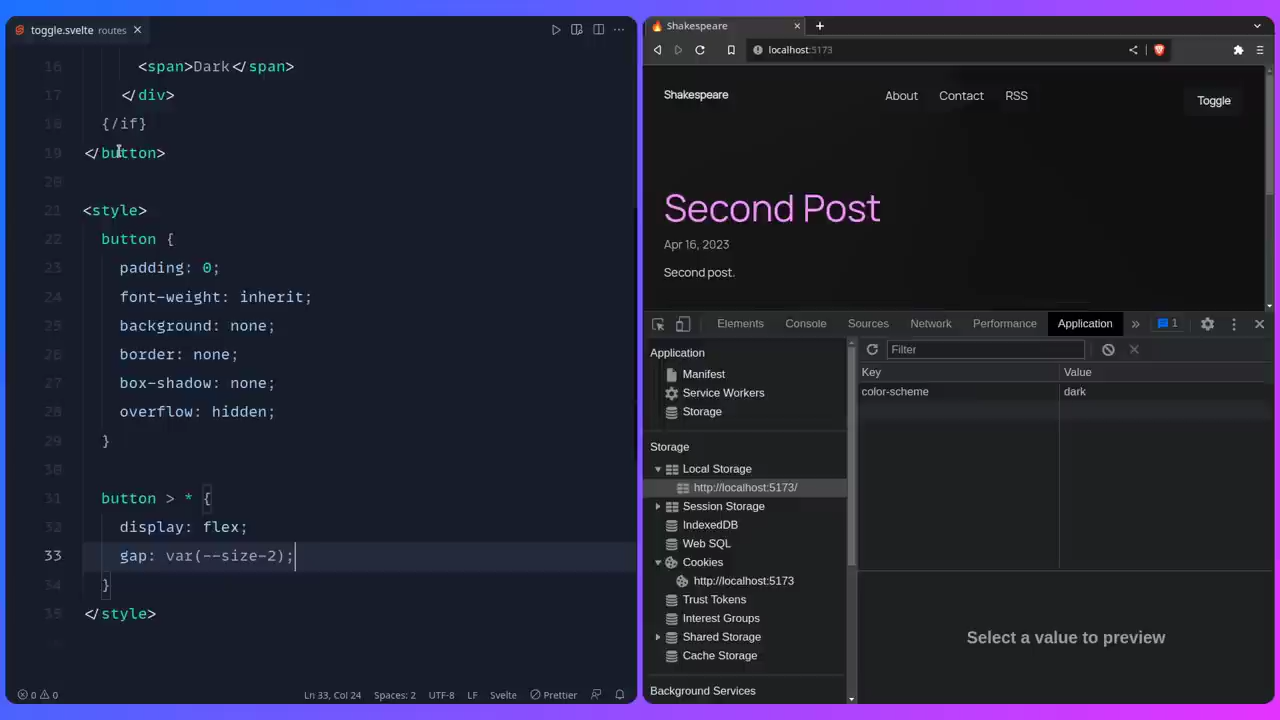 toggle.svelte routes
16 <span>Dark</span>
17 </div>
18 {/if}
19 </button>
20
21 <style>
22 button {
23 padding: 0;
24 font-weight: inherit;
25 background: none;
26 border: none;
27 box-shadow: none;
28 overflow: hidden;
29 }
30
31 button > * {
32 display: flex;
33 gap: var(--size-2);
34 }
35 </style>
0 0
Ln 33, Col 24 Spaces: 2 UTF-8 LF Svelte Prettier
Shakespeare
localhost:5173
Shakespeare About Contact RSS Toggle
Second Post
Apr 16, 2023
Second post.
Elements Console Sources Network Performance Application » 1
Application
Manifest
Service Workers
Storage
Storage
Local Storage
http://localhost:5173/
Session Storage
IndexedDB
Web SQL
Cookies
http://localhost:5173
Trust Tokens
Interest Groups
Shared Storage
Cache Storage
Background Services
Filter
Key Value
color-scheme dark
Select a value to preview